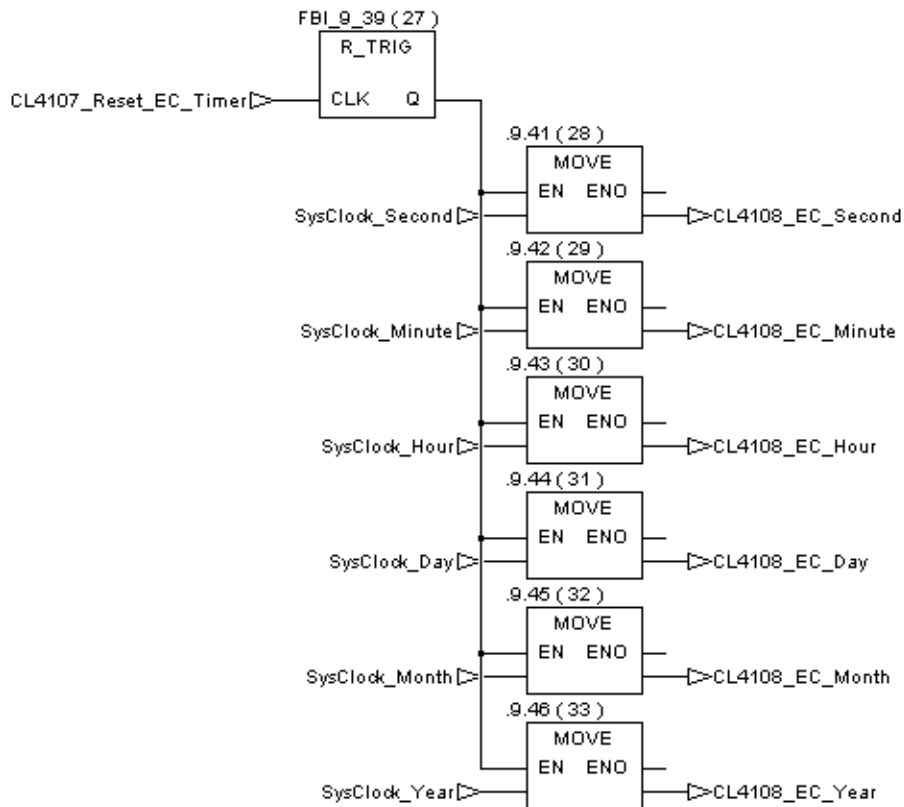 FBI_9_39 ( 27 )
R_TRIG
CL4107_Reset_EC_Timer CLK Q
.9.41 ( 28 )
MOVE
EN ENO
SysClock_Second CL4108_EC_Second
.9.42 ( 29 )
MOVE
EN ENO
SysClock_Minute CL4108_EC_Minute
.9.43 ( 30 )
MOVE
EN ENO
SysClock_Hour CL4108_EC_Hour
.9.44 ( 31 )
MOVE
EN ENO
SysClock_Day CL4108_EC_Day
.9.45 ( 32 )
MOVE
EN ENO
SysClock_Month CL4108_EC_Month
.9.46 ( 33 )
MOVE
EN ENO
SysClock_Year CL4108_EC_Year